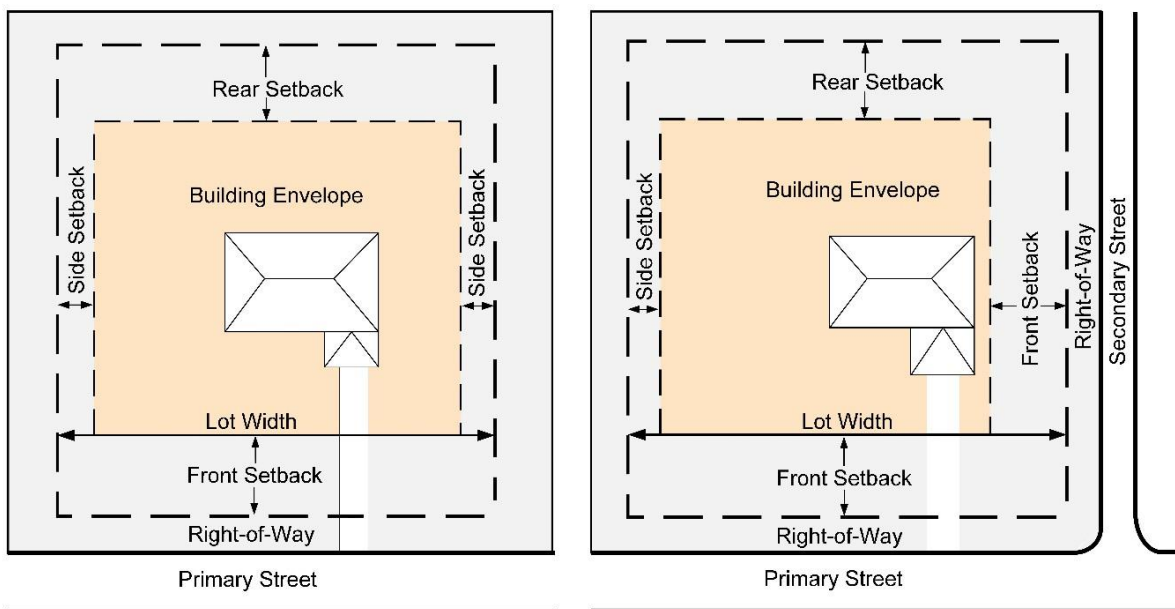 Rear Setback
Building Envelope
Side Setback
Side Setback
Lot Width
Front Setback
Right-of-Way
Primary Street
Rear Setback
Building Envelope
Side Setback
Front Setback
Right-of-Way
Secondary Street
Lot Width
Front Setback
Right-of-Way
Primary Street